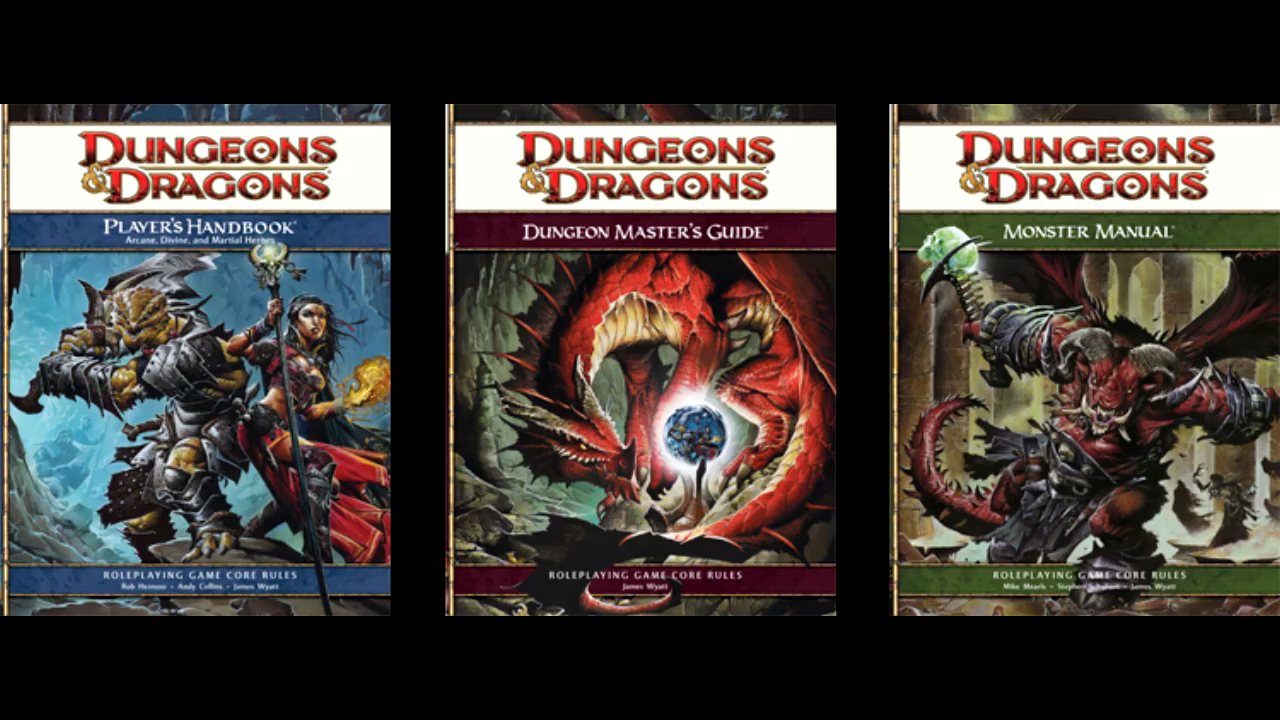 DUNGEONS
& DRAGONS®
PLAYER'S HANDBOOK®
Arcane, Divine, and Martial Heroes
ROLEPLAYING GAME CORE RULES
Rob Heinsoo • Andy Collins • James Wyatt
DUNGEONS
& DRAGONS®
DUNGEON MASTER'S GUIDE®
ROLEPLAYING GAME CORE RULES
James Wyatt
DUNGEONS
& DRAGONS®
MONSTER MANUAL®
ROLEPLAYING GAME CORE RULES
Mike Mearls • Stephen Schubert • James Wyatt